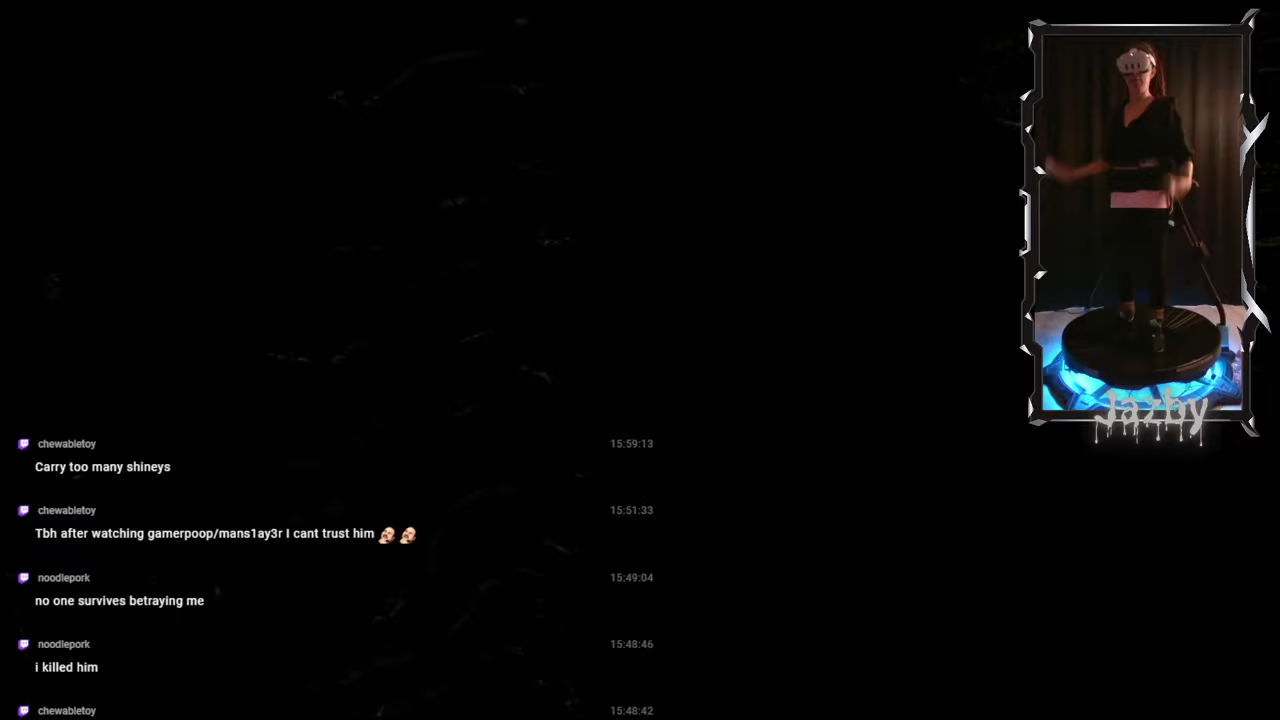 chewabletoy 15:59:13
Carry too many shineys
chewabletoy 15:51:33
Tbh after watching gamerpoop/mans1ay3r I cant trust him
noodlepork 15:49:04
no one survives betraying me
noodlepork 15:48:46
i killed him
chewabletoy 15:48:42
Jazby